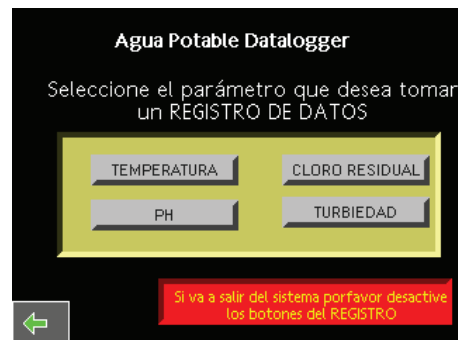 Agua Potable Datalogger
Seleccione el parámetro que desea tomar
un REGISTRO DE DATOS
TEMPERATURA
CLORO RESIDUAL
PH
TURBIEDAD
Si va a salir del sistema porfavor desactive
los botones del REGISTRO